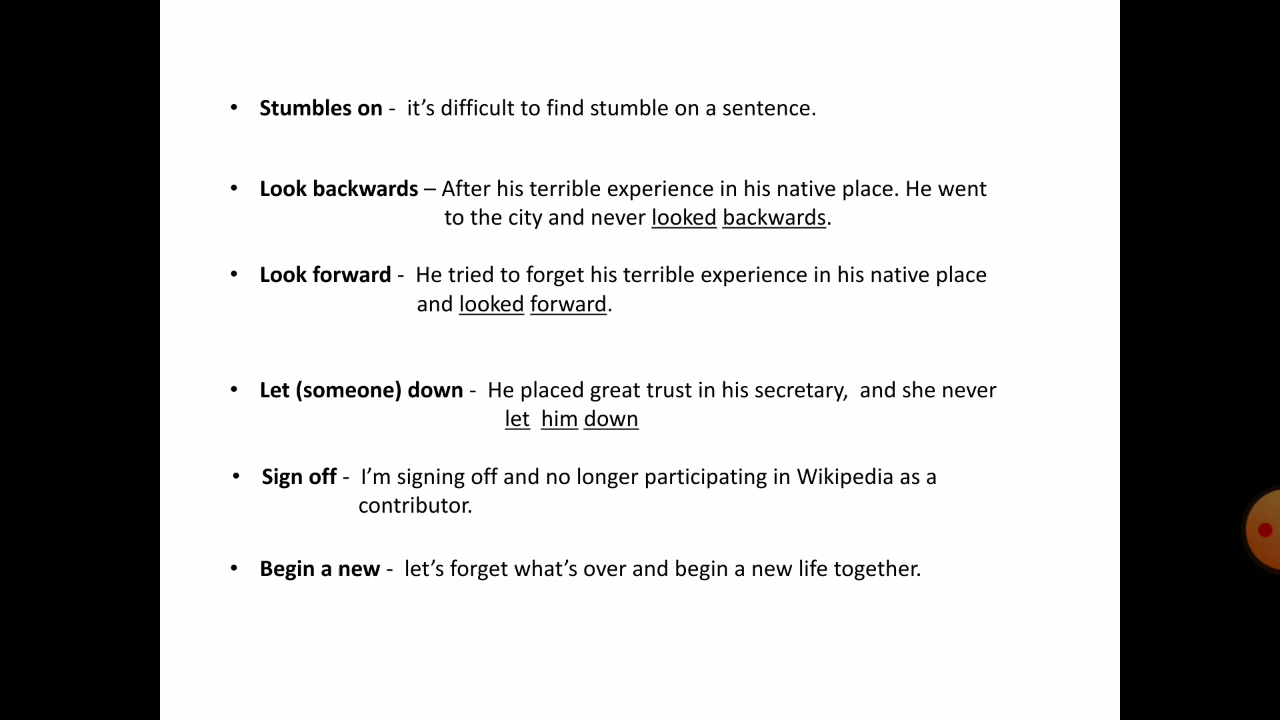 • Stumbles on - it's difficult to find stumble on a sentence.
• Look backwards – After his terrible experience in his native place. He went
to the city and never looked backwards.
• Look forward - He tried to forget his terrible experience in his native place
and looked forward.
• Let (someone) down - He placed great trust in his secretary, and she never
let him down
• Sign off - I'm signing off and no longer participating in Wikipedia as a
contributor.
• Begin a new - let's forget what's over and begin a new life together.